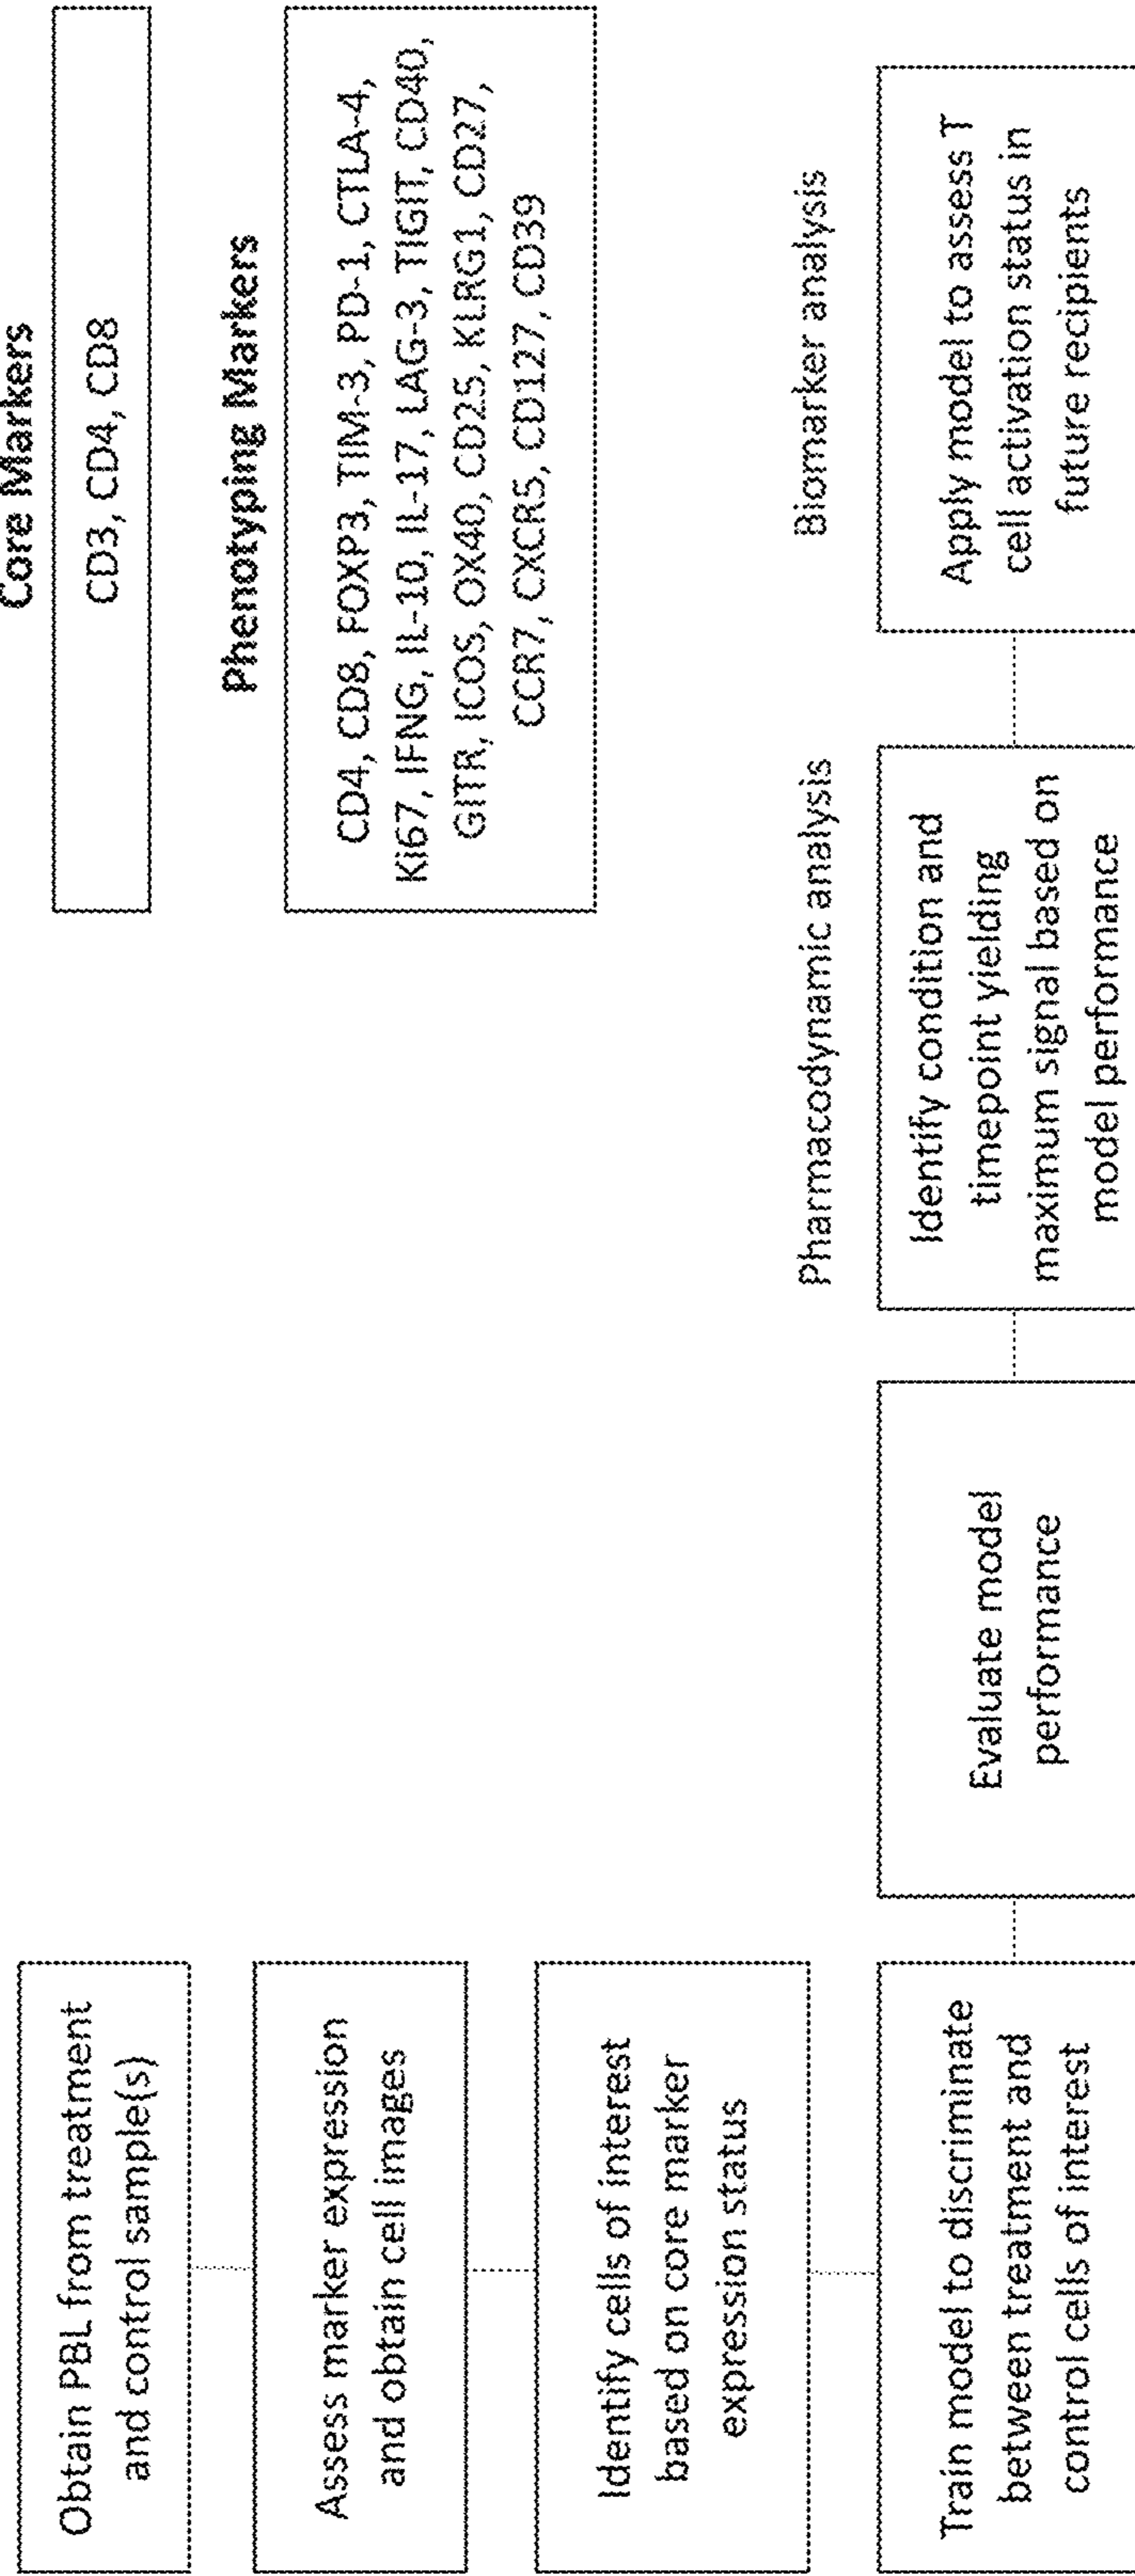 Obtain PBL from treatment
and control sample(s)
Assess marker expression
and obtain cell images
Identify cells of interest
based on core marker
expression status
Train model to discriminate
between treatment and
control cells of interest
Evaluate model
performance
Pharmacodynamic analysis
Identify condition and
timepoint yielding
maximum signal based on
model performance
Biomarker analysis
Apply model to assess T
cell activation status in
future recipients
Core Markers
CD3, CD4, CD8
Phenotyping Markers
CD4, CD8, FOXP3, TIM-3, PD-1, CTLA-4,
Ki67, IFNG, IL-10, IL-17, LAG-3, TIGIT, CD40,
GITR, ICOS, OX40, CD25, KLRG1, CD27,
CCR7, CXCR5, CD127, CD39